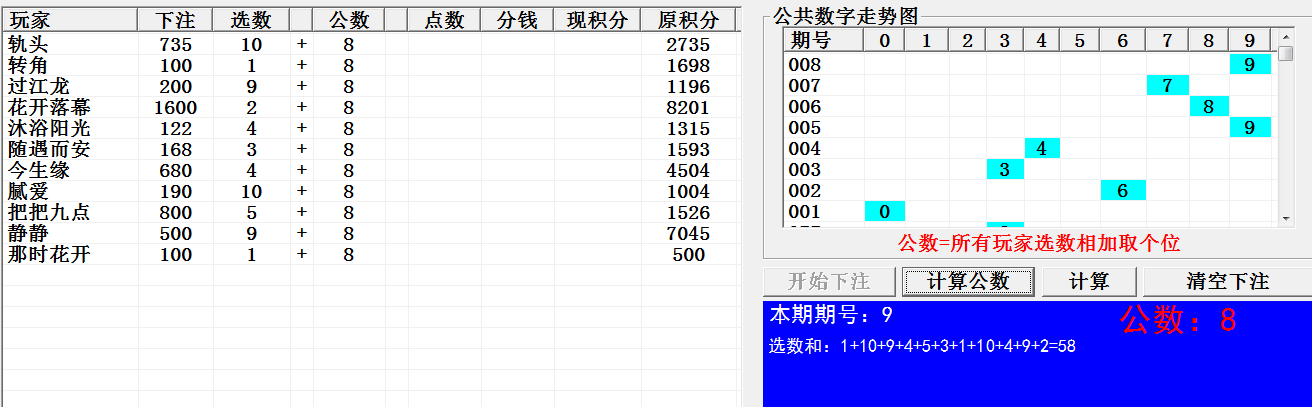 玩家 下注 选数 公数 点数 分钱 现积分 原积分
轨头 735 10 + 8 2735
转角 100 1 + 8 1698
过江龙 200 9 + 8 1196
花开落幕 1600 2 + 8 8201
沐浴阳光 122 4 + 8 1315
随遇而安 168 3 + 8 1593
今生缘 680 4 + 8 4504
腻爱 190 10 + 8 1004
把把九点 800 5 + 8 1526
静静 500 9 + 8 7045
那时花开 100 1 + 8 500
公共数字走势图
期号 0 1 2 3 4 5 6 7 8 9
008 9
007 7
006 8
005 9
004 4
003 3
002 6
001 0
公数=所有玩家选数相加取个位
开始下注 计算公数 计算 清空下注
本期期号：9
公数：8
选数和：1+10+9+4+5+3+1+10+4+9+2=58